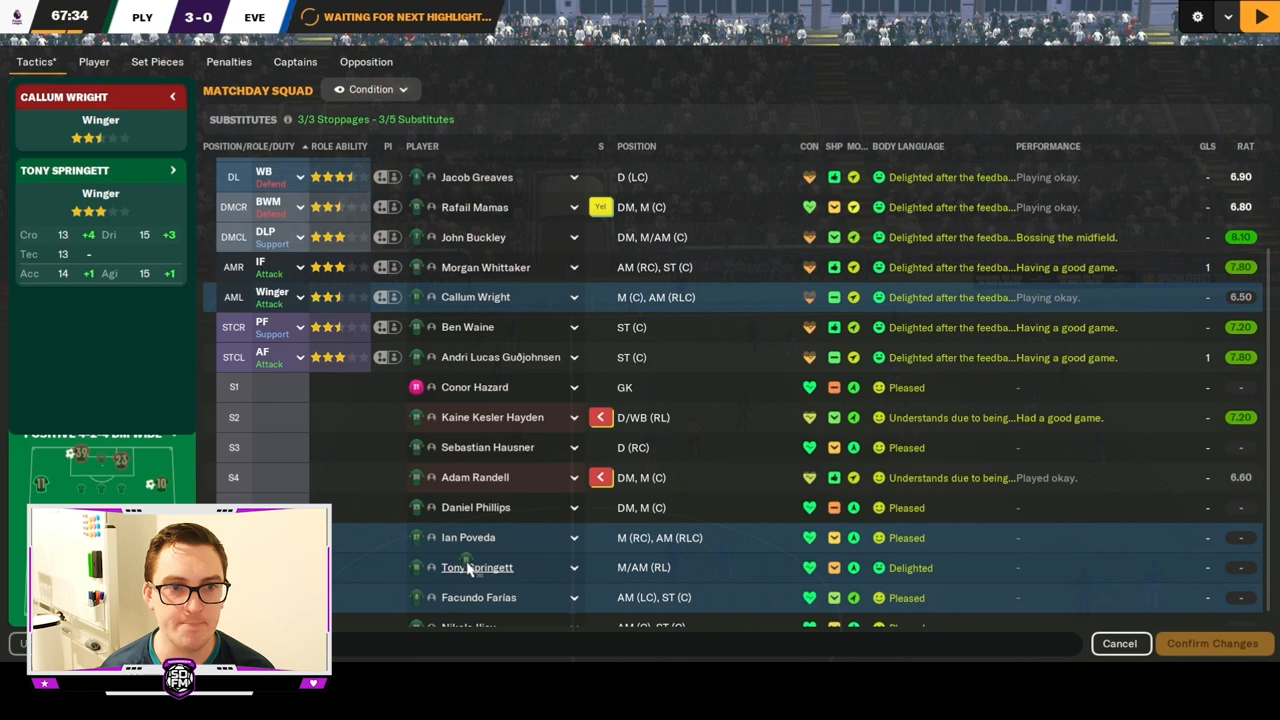 67:34 PLY 3-0 EVE WAITING FOR NEXT HIGHLIGHT...
Tactics* Player Set Pieces Penalties Captains Opposition
CALLUM WRIGHT
Winger
TONY SPRINGETT
Winger
Cro 13 +4 Dri 15 +3
Tec 13 -
Acc 14 +1 Agi 15 +1
POSITIVE 4-2-4 DM WIDE
MATCHDAY SQUAD Condition
SUBSTITUTES 3/3 Stoppages - 3/5 Substitutes
POSITION/ROLE/DUTY ROLE ABILITY PI PLAYER S POSITION CON SHP MO... BODY LANGUAGE PERFORMANCE GLS RAT
DL WB Defend Jacob Greaves D (LC) Delighted after the feedba... Playing okay. - 6.90
DMCR BWM Defend Rafail Mamas Yel DM, M (C) Delighted after the feedba... Playing okay. - 6.80
DMCL DLP Support John Buckley DM, M/AM (C) Delighted after the feedba... Bossing the midfield. - 8.10
AMR IF Attack Morgan Whittaker AM (RC), ST (C) Delighted after the feedba... Having a good game. 1 7.80
AML Winger Attack Callum Wright M (C), AM (RLC) Delighted after the feedba... Playing okay. - 6.50
STCR PF Support Ben Waine ST (C) Delighted after the feedba... Having a good game. - 7.20
STCL AF Attack Andri Lucas Guðjohnsen ST (C) Delighted after the feedba... Having a good game. 1 7.80
S1 Conor Hazard GK Pleased - - -
S2 Kaine Kesler Hayden D/WB (RL) Understands due to being... Had a good game. - 7.20
S3 Sebastian Hausner D (RC) Pleased - - -
S4 Adam Randell DM, M (C) Understands due to being... Played okay. - 6.60
Daniel Phillips DM, M (C) Pleased - - -
Ian Poveda M (RC), AM (RLC) Pleased - - -
Tony Springett M/AM (RL) Delighted - - -
Facundo Farías AM (LC), ST (C) Pleased - - -
Cancel Confirm Changes
SD
FM